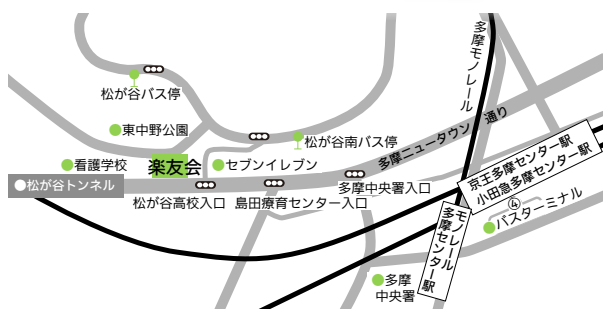 多摩モノレール
松が谷バス停
東中野公園
松が谷南バス停
多摩ニュータウン通り
看護学校
楽友会
セブンイレブン
松が谷トンネル
多摩中央署入口
松が谷高校入口
島田療育センター入口
京王多摩センター駅
小田急多摩センター駅
④
バスターミナル
モノレール
多摩センター駅
多摩
中央署